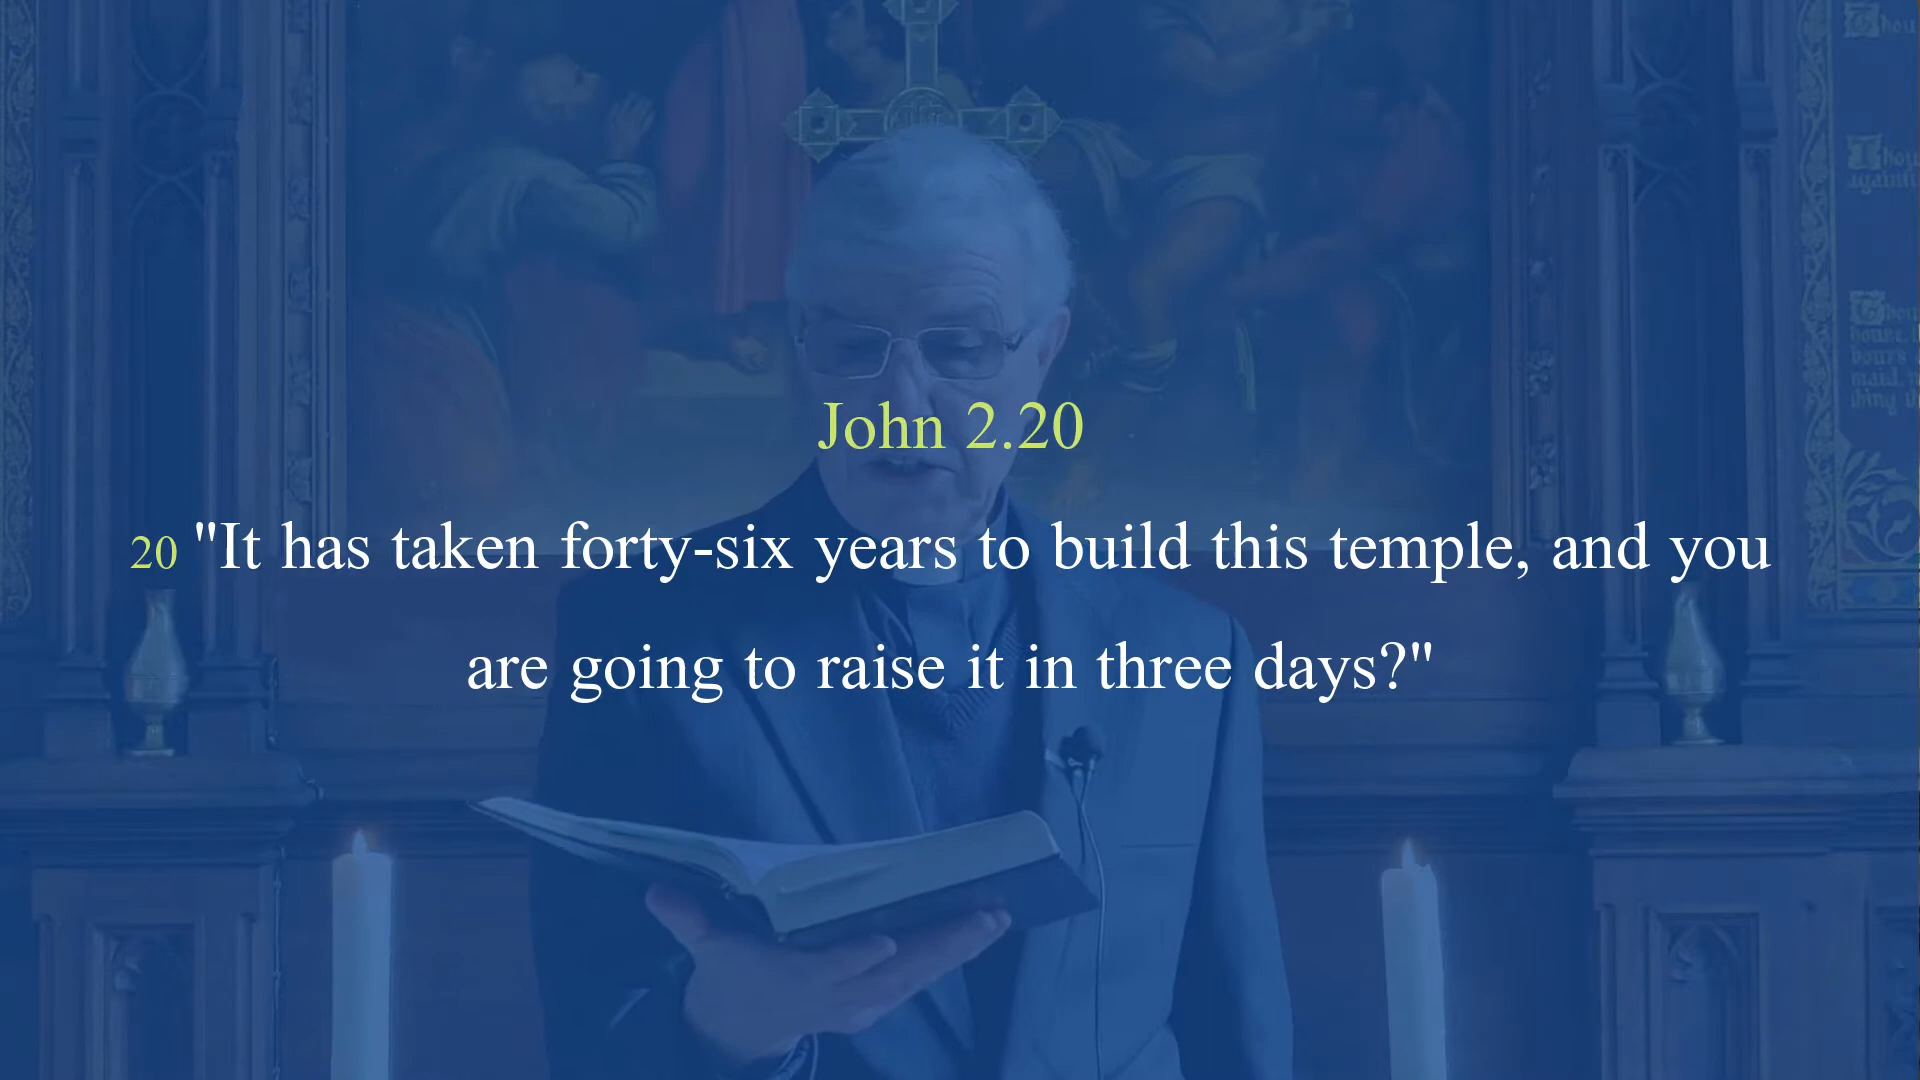 John 2.20
20 "It has taken forty-six years to build this temple, and you
are going to raise it in three days?"